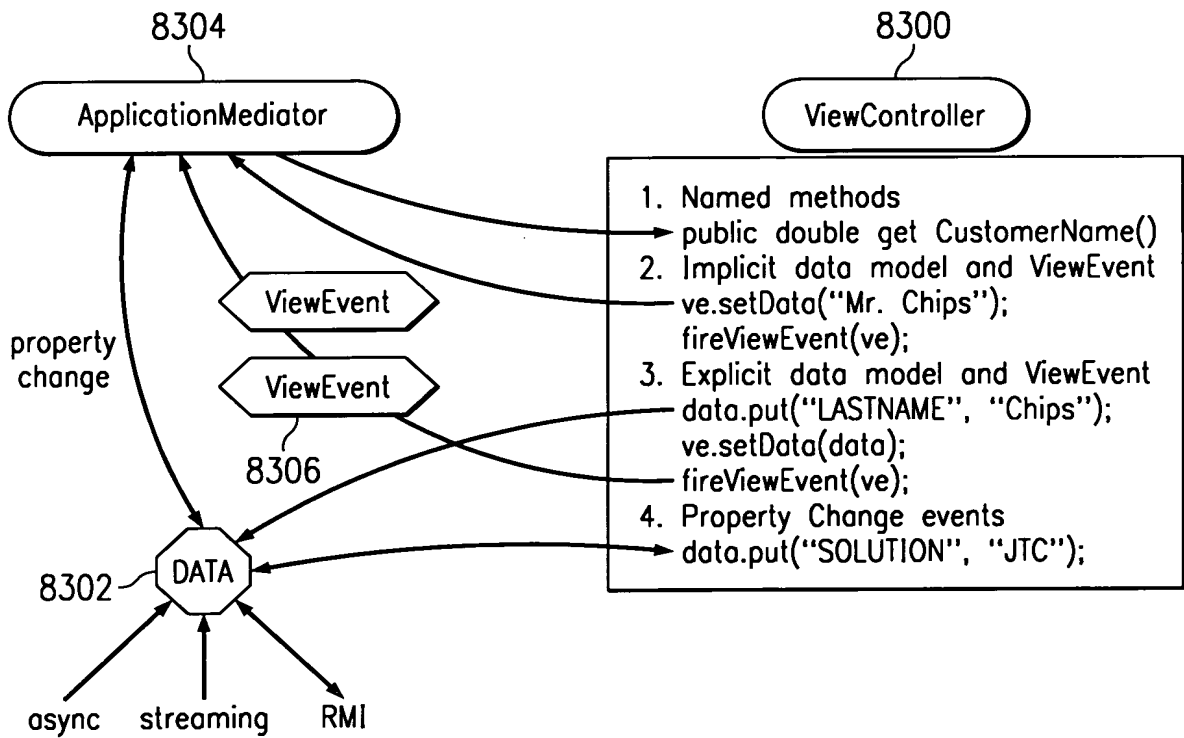 8304
8300
ApplicationMediator
ViewController
1. Named methods
public double get CustomerName()
2. Implicit data model and ViewEvent
ve.setData(“Mr. Chips”);
fireViewEvent(ve);
3. Explicit data model and ViewEvent
data.put(“LASTNAME”, “Chips”);
ve.setData(data);
fireViewEvent(ve);
4. Property Change events
data.put(“SOLUTION”, “JTC”);
ViewEvent
property
change
ViewEvent
8306
8302
DATA
async
streaming
RMI